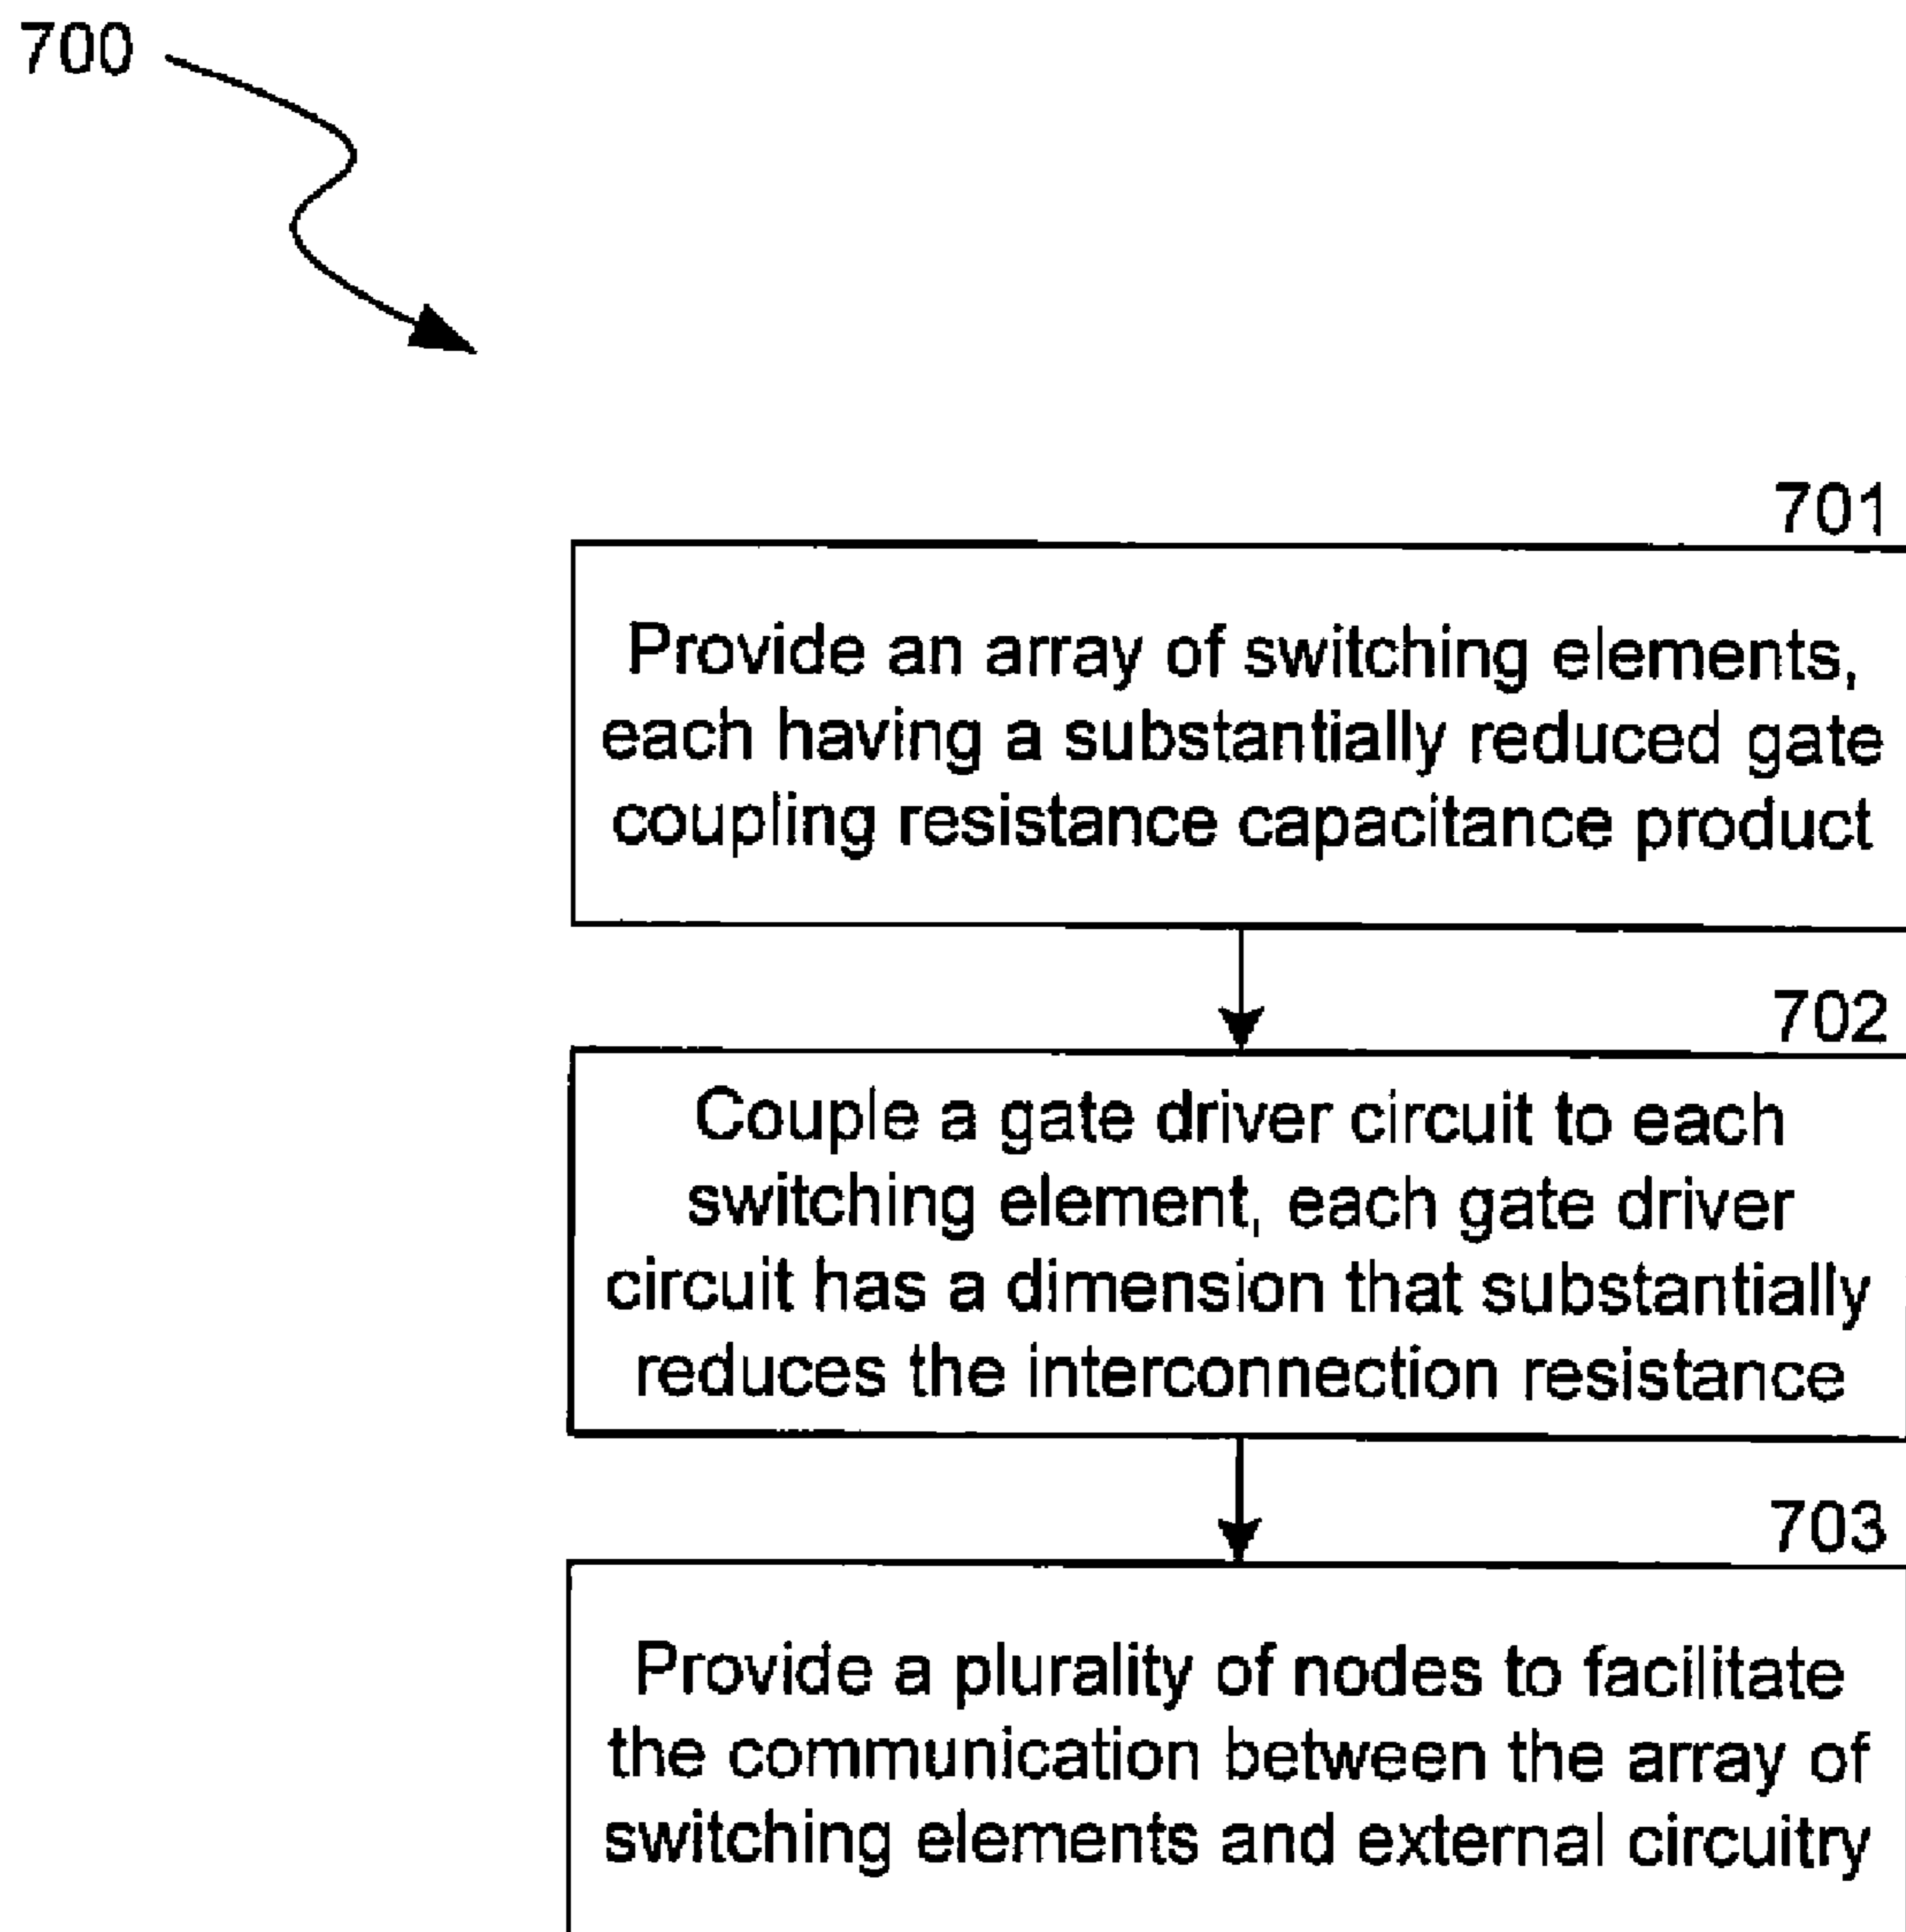 700
701
Provide an array of switching elements,
each having a substantially reduced gate
coupling resistance capacitance product
702
Couple a gate driver circuit to each
switching element, each gate driver
circuit has a dimension that substantially
reduces the interconnection resistance
703
Provide a plurality of nodes to facilitate
the communication between the array of
switching elements and external circuitry